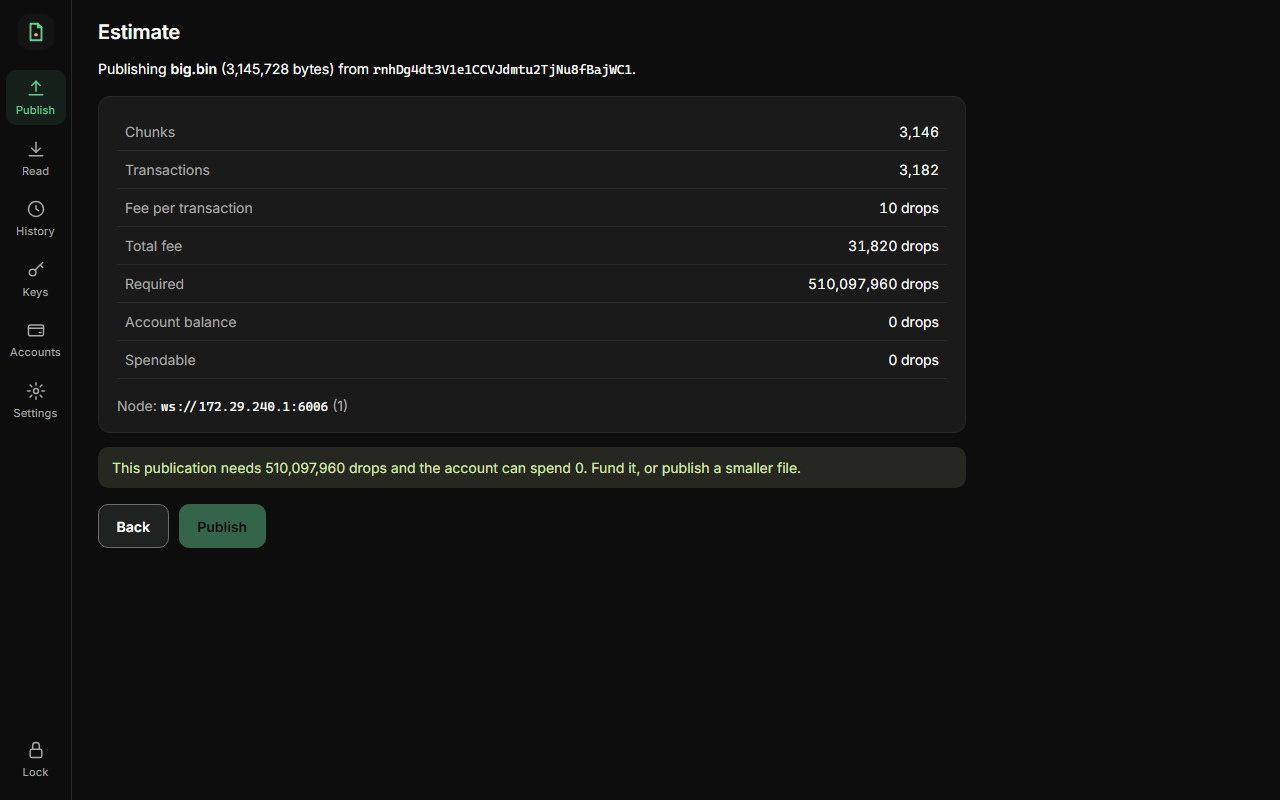 Estimate
Publishing big.bin (3,145,728 bytes) from rnhDg4dt3V1e1CCVJdmtu2TjNu8fBajWC1.
Publish
Read
History
Keys
Accounts
Settings
Lock
Chunks 3,146
Transactions 3,182
Fee per transaction 10 drops
Total fee 31,820 drops
Required 510,097,960 drops
Account balance 0 drops
Spendable 0 drops
Node: ws://172.29.240.1:6006 (1)
This publication needs 510,097,960 drops and the account can spend 0. Fund it, or publish a smaller file.
Back Publish